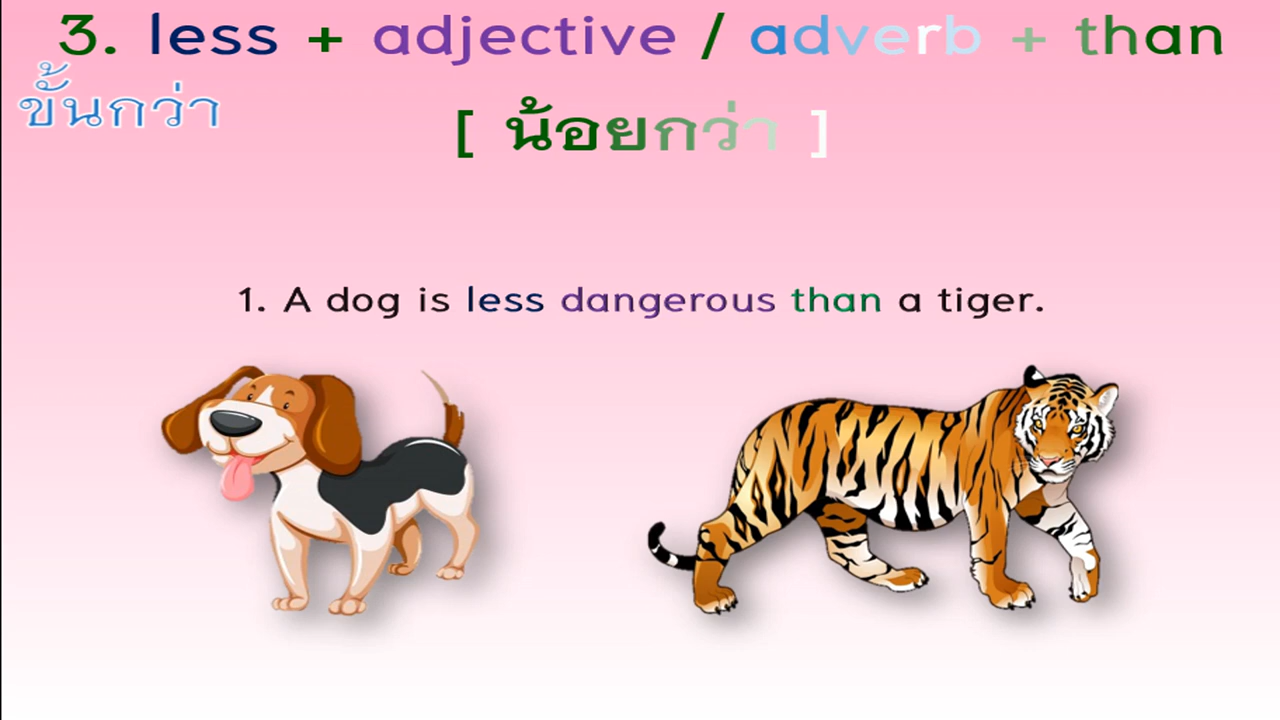 3. less + adjective / adverb + than
ขั้นกว่า
[ น้อยกว่า ]
1. A dog is less dangerous than a tiger.